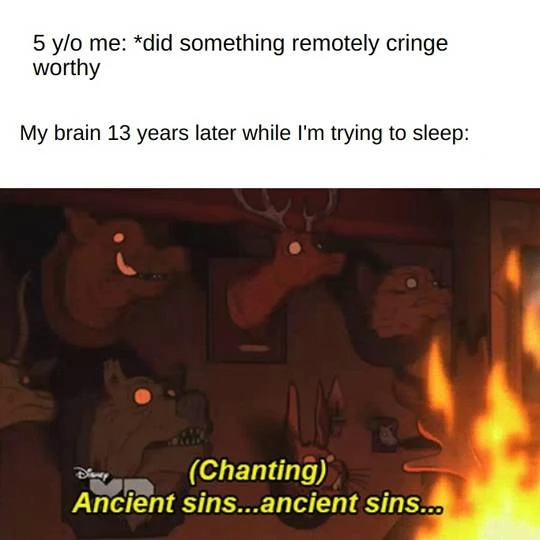 5 y/o me: *did something remotely cringe
worthy
My brain 13 years later while I'm trying to sleep:
Disney
XD
(Chanting)
Ancient sins...ancient sins...